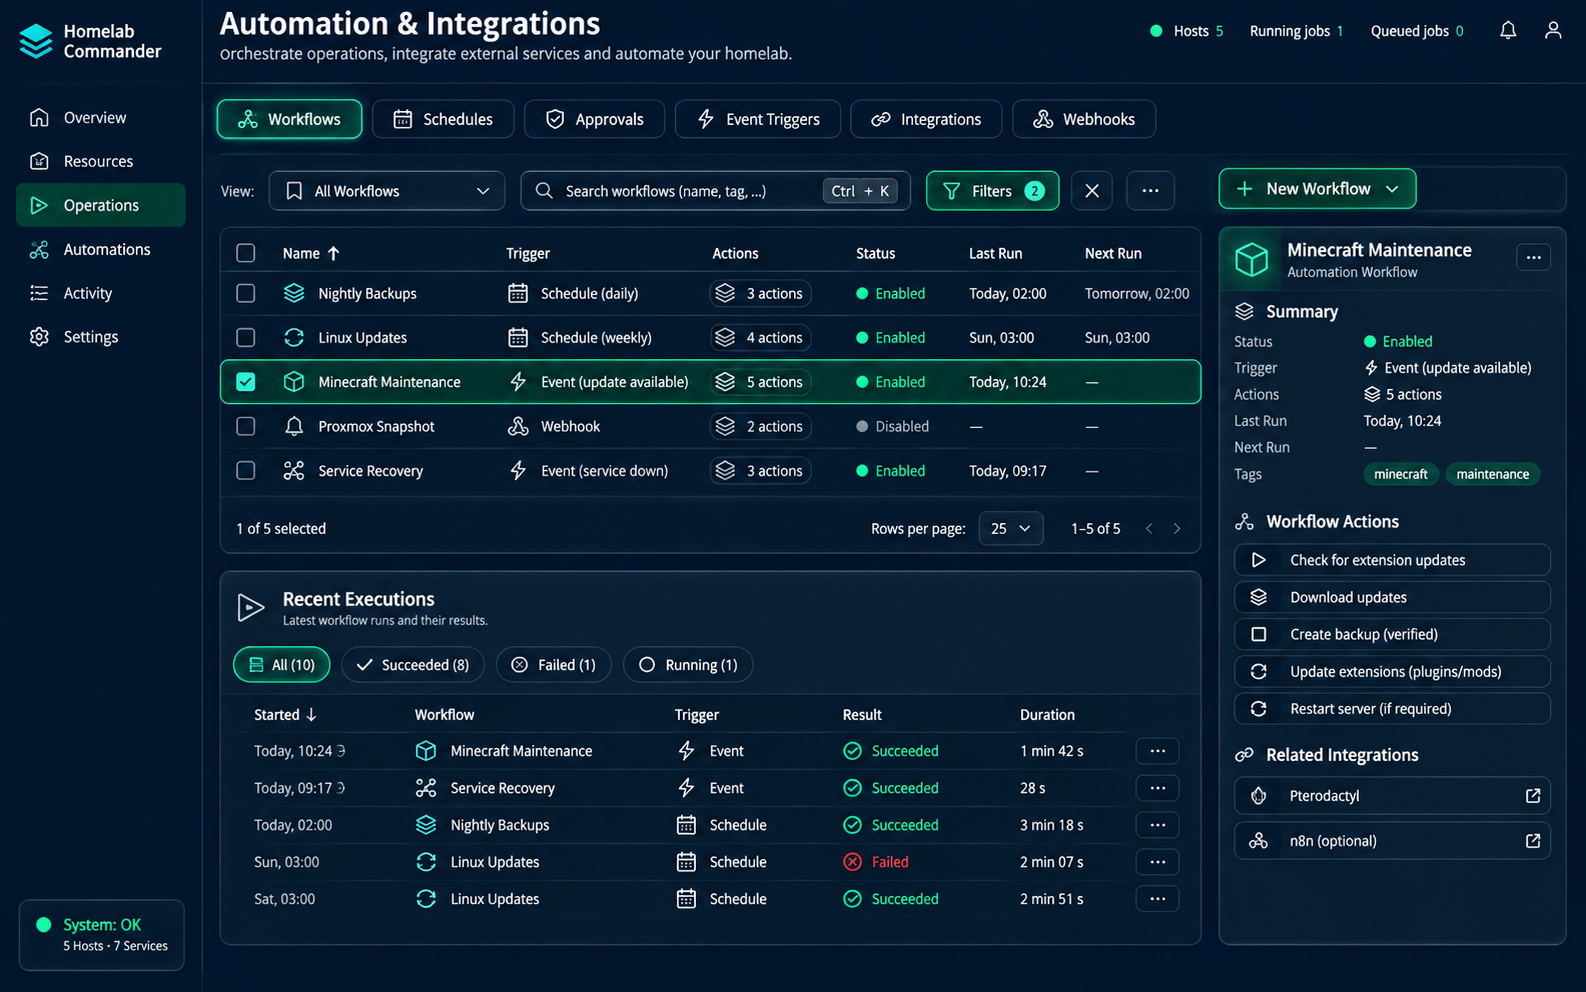 Homelab
Commander
Automation & Integrations
orchestrate operations, integrate external services and automate your homelab.
Hosts 5 Running jobs 1 Queued jobs 0
Overview
Resources
Operations
Automations
Activity
Settings
System: OK
5 Hosts · 7 Services
Workflows Schedules Approvals Event Triggers Integrations Webhooks
View: All Workflows Search workflows (name, tag, ...) Ctrl + K Filters 2
Name Trigger Actions Status Last Run Next Run
Nightly Backups Schedule (daily) 3 actions Enabled Today, 02:00 Tomorrow, 02:00
Linux Updates Schedule (weekly) 4 actions Enabled Sun, 03:00 Sun, 03:00
Minecraft Maintenance Event (update available) 5 actions Enabled Today, 10:24 —
Proxmox Snapshot Webhook 2 actions Disabled — —
Service Recovery Event (service down) 3 actions Enabled Today, 09:17 —
1 of 5 selected Rows per page: 25 1–5 of 5
Recent Executions
Latest workflow runs and their results.
All (10) Succeeded (8) Failed (1) Running (1)
Started Workflow Trigger Result Duration
Today, 10:24 Minecraft Maintenance Event Succeeded 1 min 42 s
Today, 09:17 Service Recovery Event Succeeded 28 s
Today, 02:00 Nightly Backups Schedule Succeeded 3 min 18 s
Sun, 03:00 Linux Updates Schedule Failed 2 min 07 s
Sat, 03:00 Linux Updates Schedule Succeeded 2 min 51 s
New Workflow
Minecraft Maintenance
Automation Workflow
Summary
Status Enabled
Trigger Event (update available)
Actions 5 actions
Last Run Today, 10:24
Next Run —
Tags minecraft maintenance
Workflow Actions
Check for extension updates
Download updates
Create backup (verified)
Update extensions (plugins/mods)
Restart server (if required)
Related Integrations
Pterodactyl
n8n (optional)